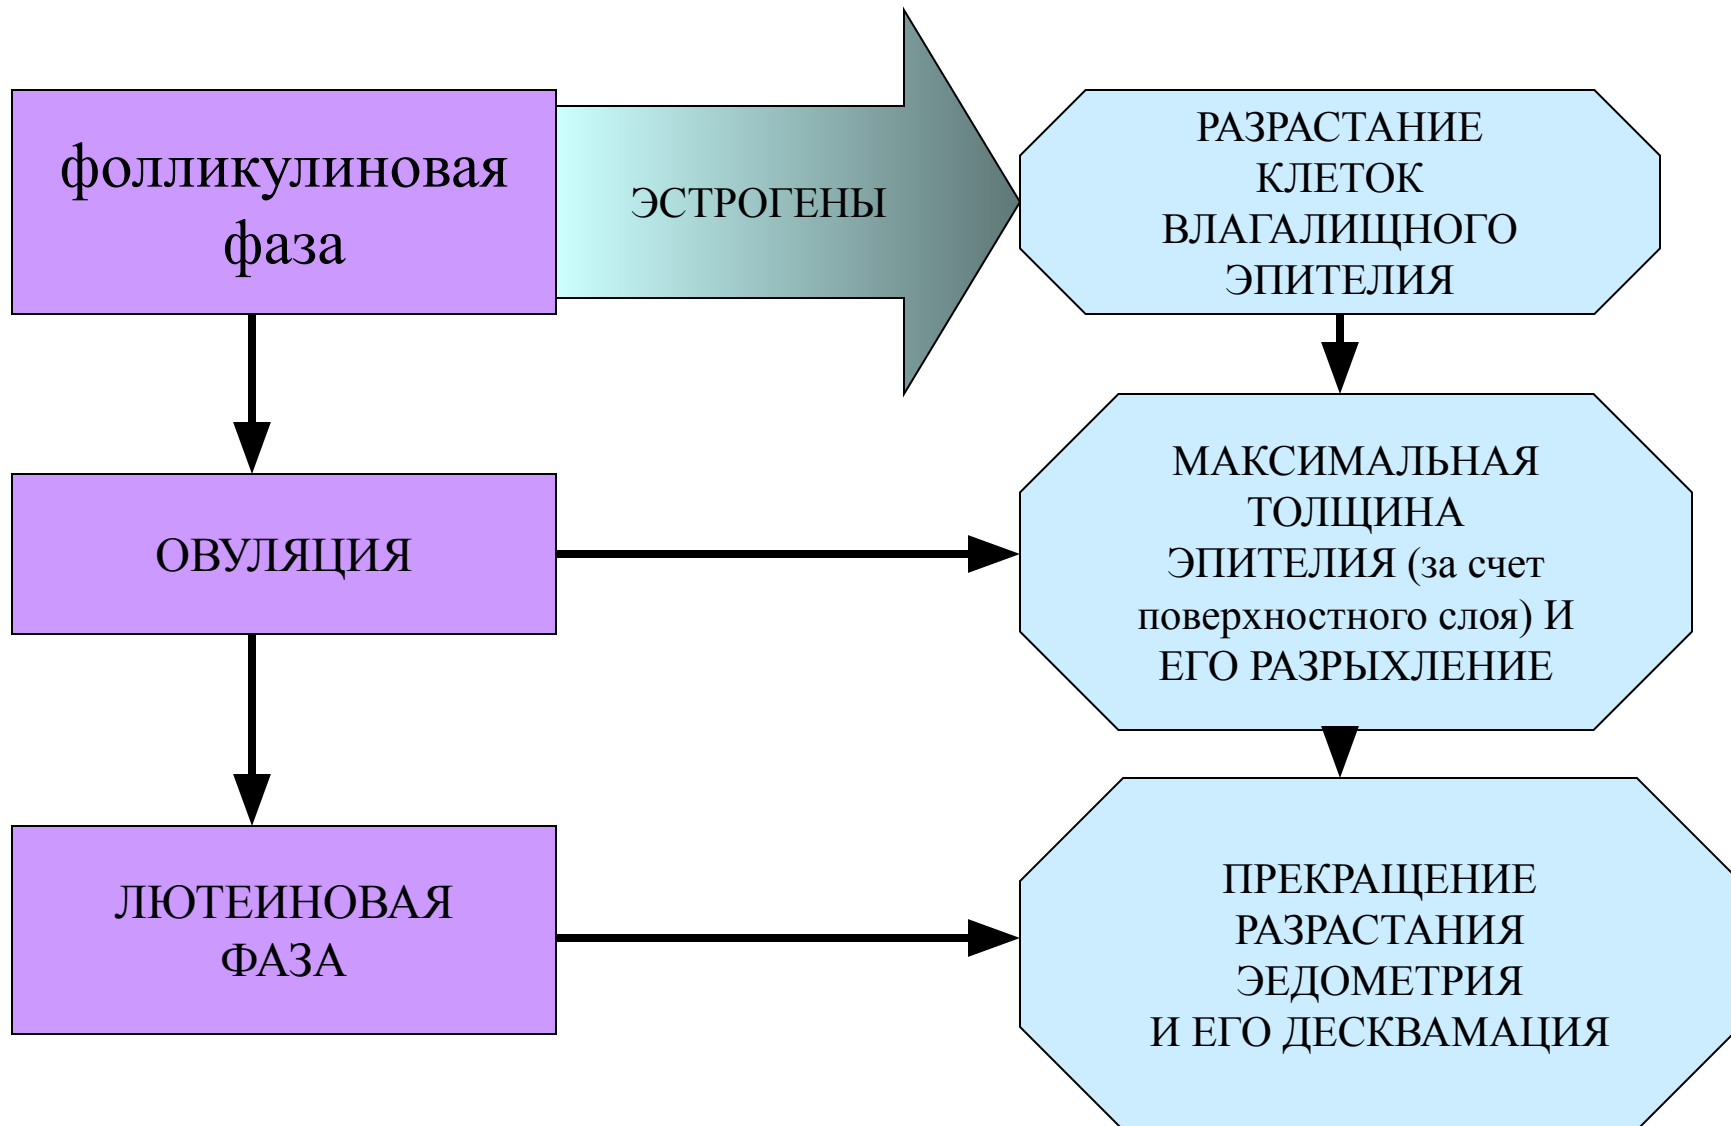 фолликулиновая
фаза
ЭСТРОГЕНЫ
РАЗРАСТАНИЕ
КЛЕТОК
ВЛАГАЛИЩНОГО
ЭПИТЕЛИЯ
ОВУЛЯЦИЯ
МАКСИМАЛЬНАЯ
ТОЛЩИНА
ЭПИТЕЛИЯ (за счет
поверхностного слоя) И
ЕГО РАЗРЫХЛЕНИЕ
ЛЮТЕИНОВАЯ
ФАЗА
ПРЕКРАЩЕНИЕ
РАЗРАСТАНИЯ
ЭЕДОМЕТРИЯ
И ЕГО ДЕСКВАМАЦИЯ